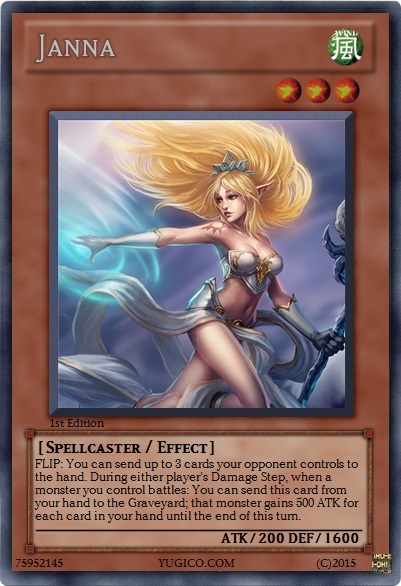 JANNA
WIND
風
1st Edition
[SPELLCASTER / EFFECT]
FLIP: You can send up to 3 cards your opponent controls to
the hand. During either player's Damage Step, when a
monster you control battles: You can send this card from
your hand to the Graveyard; that monster gains 500 ATK for
each card in your hand until the end of this turn.
ATK / 200 DEF / 1600
75952145 YUGICO.COM (C)2015